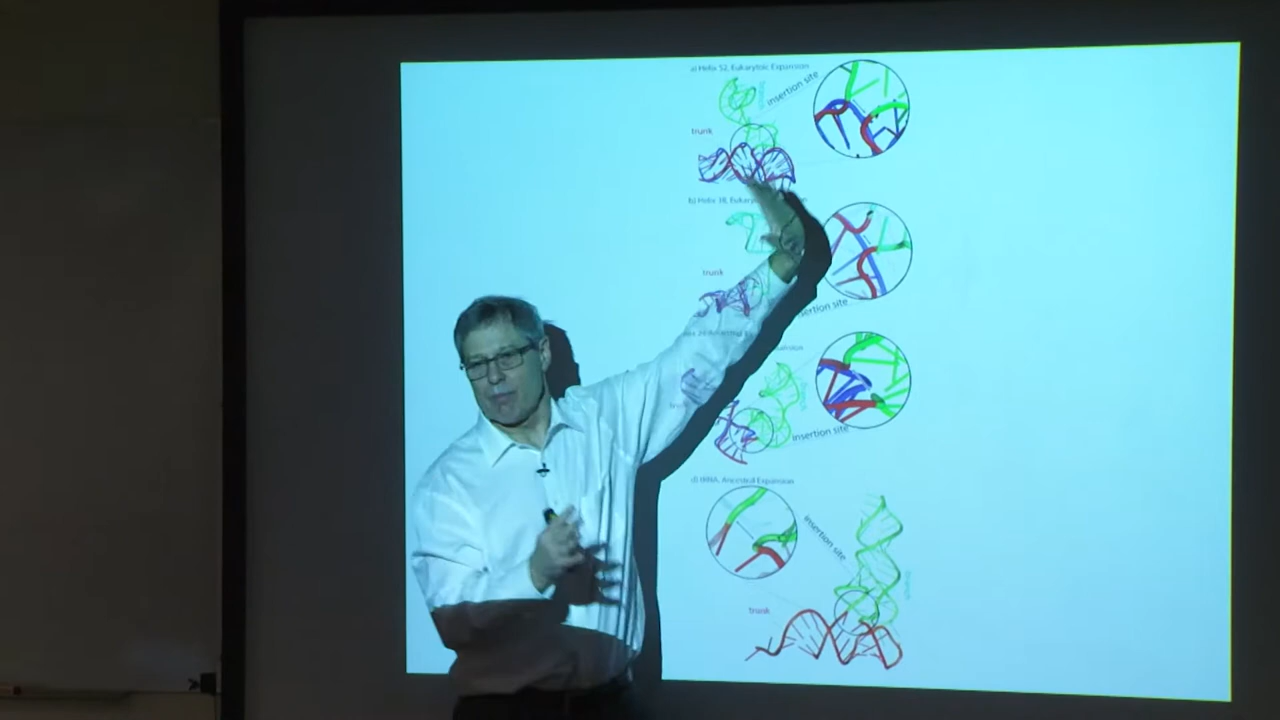 a) Helix 52, Eukaryotic Expansion
insertion site
trunk
b) Helix 38,
trunk
insertion site
insertion site
d) tRNA, Ancestral Expansion
insertion site
trunk